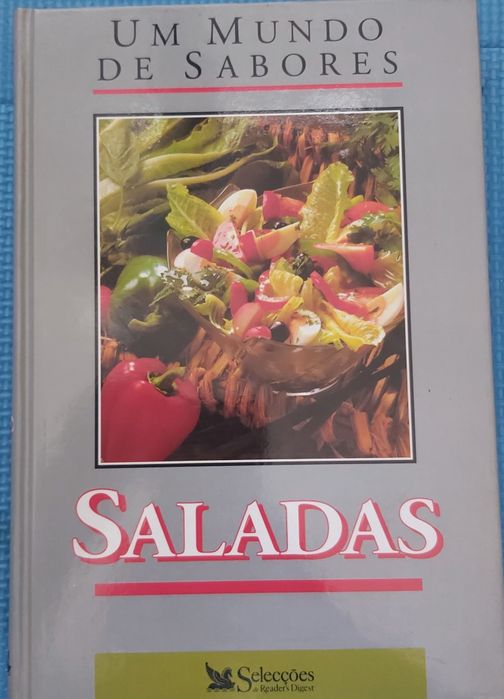 UM MUNDO
DE SABORES
SALADAS
Selecções
do Reader's Digest